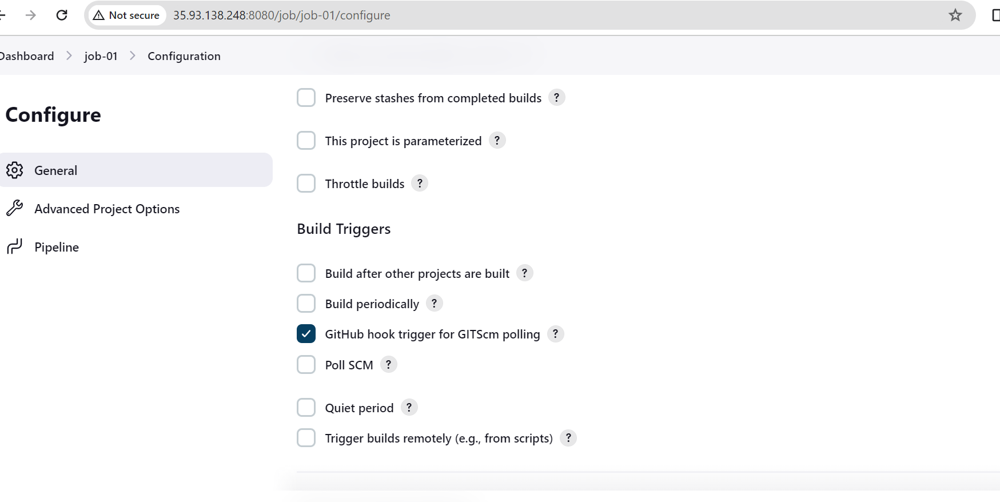 Not secure 35.93.138.248:8080/job/job-01/configure
Dashboard > job-01 > Configuration
Configure
General
Advanced Project Options
Pipeline
Preserve stashes from completed builds ?
This project is parameterized ?
Throttle builds ?
Build Triggers
Build after other projects are built ?
Build periodically ?
GitHub hook trigger for GITScm polling ?
Poll SCM ?
Quiet period ?
Trigger builds remotely (e.g., from scripts) ?